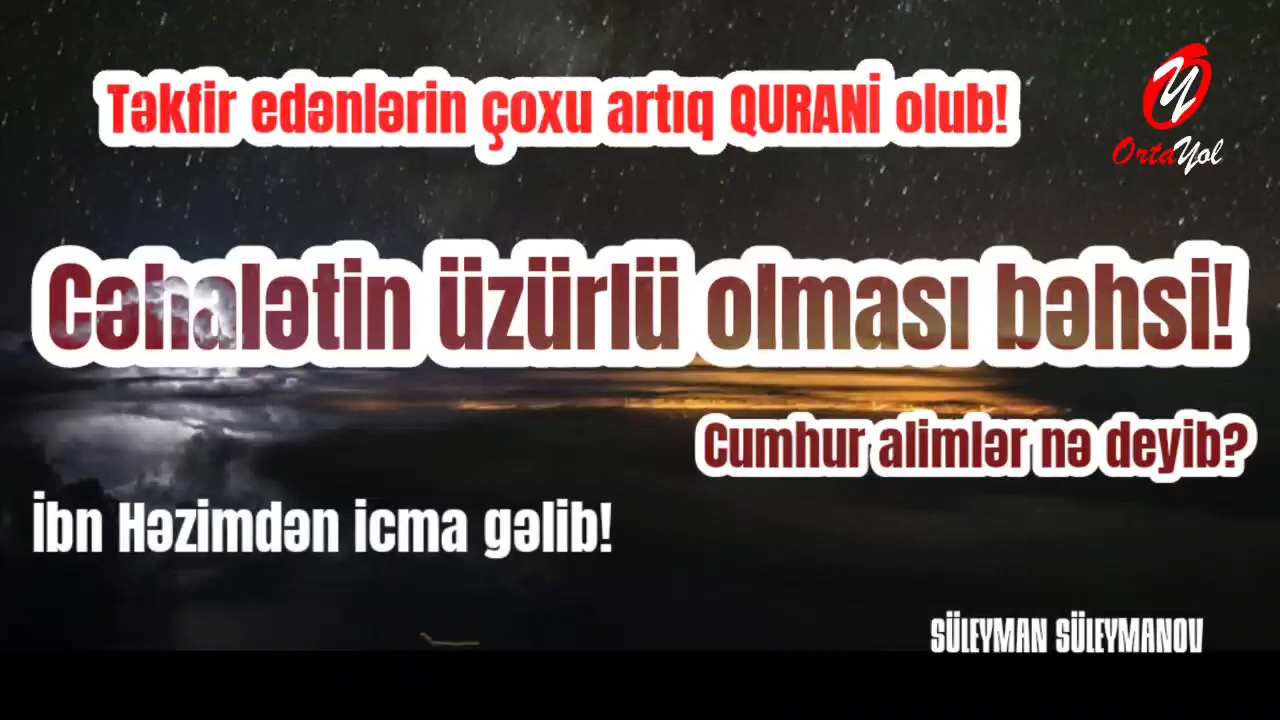 Təkfir edənlərin çoxu artıq QURANİ olub!
OrtaYol
Cəhalətin üzürlü olması bəhsi!
Cumhur alimlər nə deyib?
İbn Həzimdən icma gəlib!
SÜLEYMAN SÜLEYMANOV